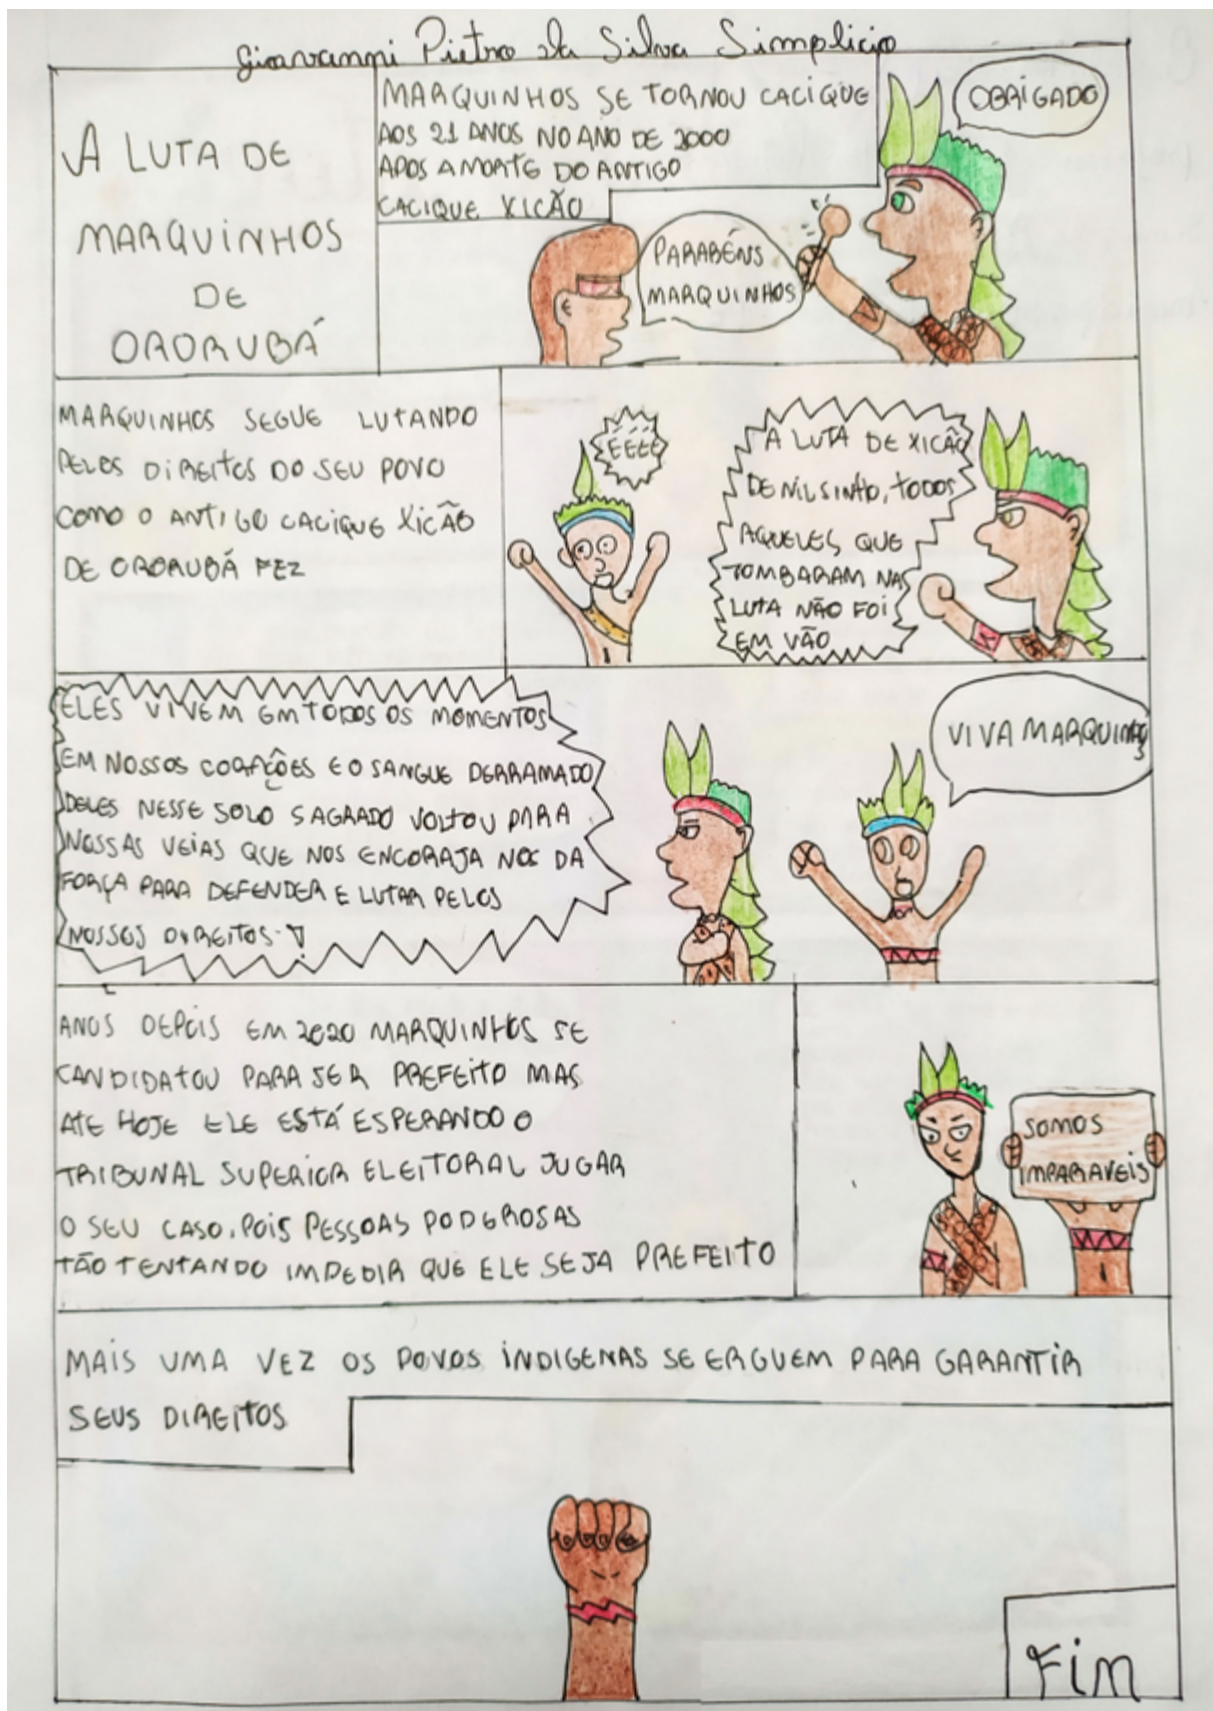 Giovanni Pietro da Silva Simplicio
A LUTA DE
MARQUINHOS
DE
ORORUBÁ
MARQUINHOS SE TORNOU CACIQUE
AOS 21 ANOS NO ANO DE 2000
APOS A MORTE DO ANTIGO
CACIQUE XICÃO
OBRIGADO
PARABÉNS
MARQUINHOS
MARQUINHOS SEGUE LUTANDO
PELOS DIREITOS DO SEU POVO
COMO O ANTIGO CACIQUE XICÃO
DE ORORUBÁ FEZ
EEEE
A LUTA DE XICÃO
DE NILSINHO, TODOS
AQUELES QUE
TOMBARAM NA
LUTA NÃO FOI
EM VÃO
ELES VIVEM EM TODOS OS MOMENTOS
EM NOSSOS CORAÇÕES E O SANGUE DERRAMADO
DELES NESSE SOLO SAGRADO VOLTOU PARA
NOSSAS VEIAS QUE NOS ENCORAJA NOS DA
FORÇA PARA DEFENDER E LUTAR PELOS
NOSSOS DIREITOS!
VIVA MARQUINHOS
ANOS DEPOIS EM 2020 MARQUINHOS SE
CANDIDATOU PARA SER PREFEITO MAS
ATE HOJE ELE ESTÁ ESPERANDO O
TRIBUNAL SUPERIOR ELEITORAL JUGAR
O SEU CASO, POIS PESSOAS PODEROSAS
TÃO TENTANDO IMPEDIR QUE ELE SEJA PREFEITO
SOMOS
IMPARAVEIS
MAIS UMA VEZ OS POVOS INDIGENAS SE ERGUEM PARA GARANTIR
SEUS DIREITOS
Fim